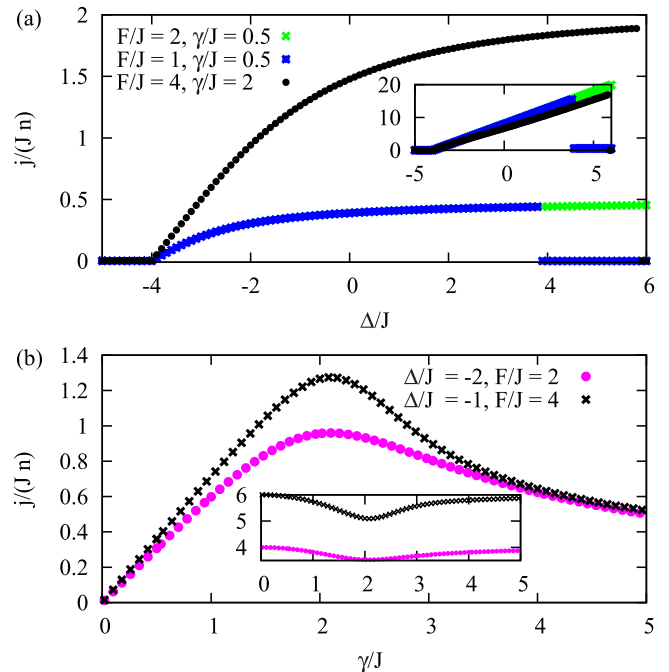 (a)
j/(J n)
2
1.5
1
0.5
0
F/J = 2, γ/J = 0.5
F/J = 1, γ/J = 0.5
F/J = 4, γ/J = 2
20
10
0
-5 0 5
-4 -2 0 2 4 6
Δ/J
(b)
j/(J n)
1.4
1.2
1
0.8
0.6
0.4
0.2
0
Δ/J = -2, F/J = 2
Δ/J = -1, F/J = 4
6
5
4
0 1 2 3 4 5
0 1 2 3 4 5
γ/J